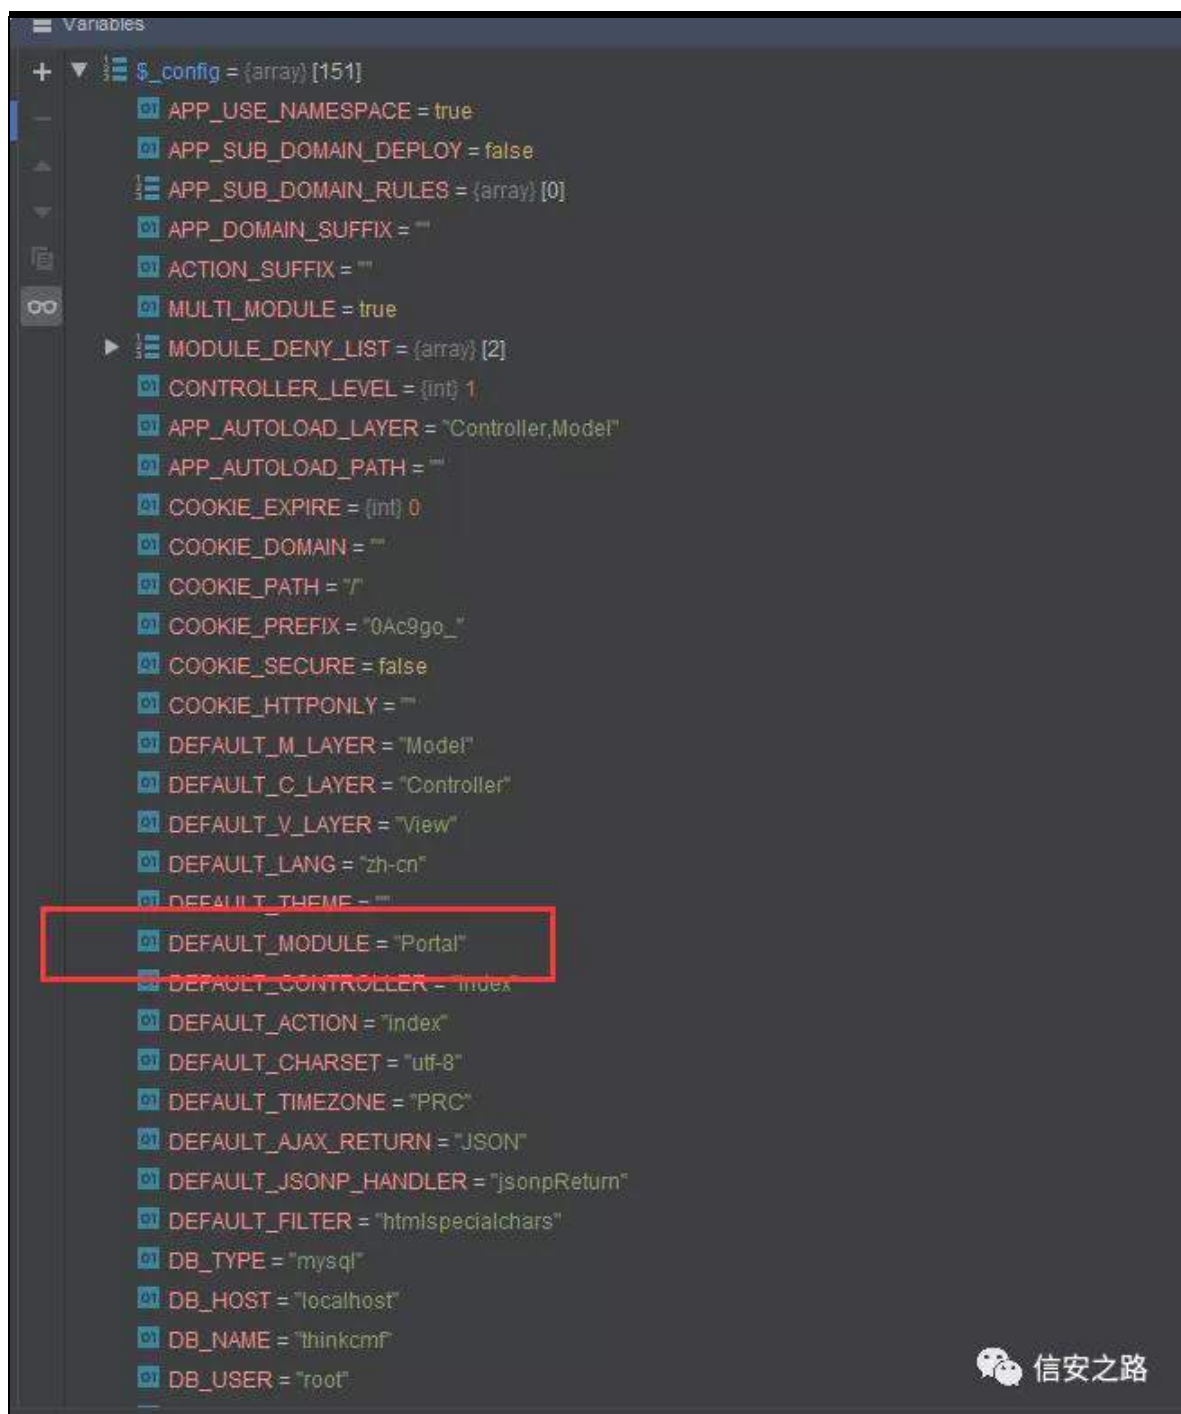 Variables
$_config = {array} [151]
APP_USE_NAMESPACE = true
APP_SUB_DOMAIN_DEPLOY = false
APP_SUB_DOMAIN_RULES = {array} [0]
APP_DOMAIN_SUFFIX = ""
ACTION_SUFFIX = ""
MULTI_MODULE = true
MODULE_DENY_LIST = {array} [2]
CONTROLLER_LEVEL = {int} 1
APP_AUTOLOAD_LAYER = "Controller,Model"
APP_AUTOLOAD_PATH = ""
COOKIE_EXPIRE = {int} 0
COOKIE_DOMAIN = ""
COOKIE_PATH = "/"
COOKIE_PREFIX = "0Ac9go_"
COOKIE_SECURE = false
COOKIE_HTTPONLY = ""
DEFAULT_M_LAYER = "Model"
DEFAULT_C_LAYER = "Controller"
DEFAULT_V_LAYER = "View"
DEFAULT_LANG = "zh-cn"
DEFAULT_THEME = ""
DEFAULT_MODULE = "Portal"
DEFAULT_CONTROLLER = "Index"
DEFAULT_ACTION = "index"
DEFAULT_CHARSET = "utf-8"
DEFAULT_TIMEZONE = "PRC"
DEFAULT_AJAX_RETURN = "JSON"
DEFAULT_JSONP_HANDLER = "jsonpReturn"
DEFAULT_FILTER = "htmlspecialchars"
DB_TYPE = "mysql"
DB_HOST = "localhost"
DB_NAME = "thinkcmf"
DB_USER = "root"
信安之路